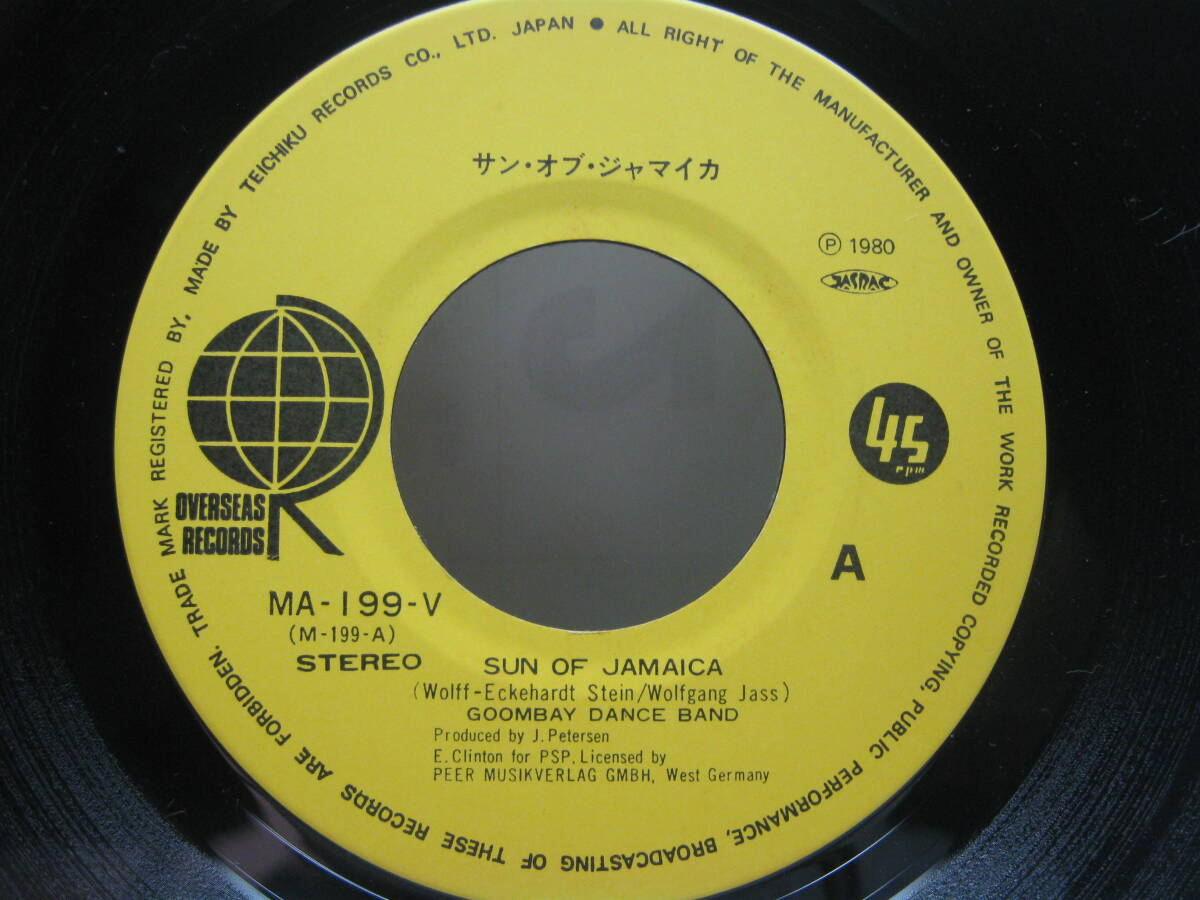 TRADE MARK REGISTERED BY, MADE BY TEICHIKU RECORDS CO., LTD. JAPAN ● ALL RIGHT OF THE MANUFACTURER AND OWNER OF THE WORK RECORDED COPYING, PUBLIC PERFORMANCE, BROADCASTING OF THESE RECORDS ARE FORBIDDEN.
サン・オブ・ジャマイカ
Ⓟ 1980
JASRAC
45
rpm
OVERSEAS
RECORDS
A
MA-199-V
(M-199-A)
STEREO
SUN OF JAMAICA
(Wolff-Eckehardt Stein/Wolfgang Jass)
GOOMBAY DANCE BAND
Produced by J. Petersen
E. Clinton for PSP. Licensed by
PEER MUSIKVERLAG GMBH, West Germany